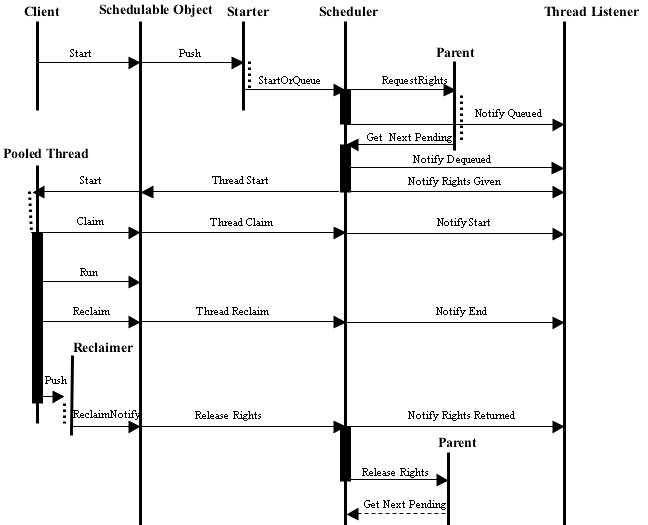 Client Schedulable Object Starter Scheduler Thread Listener
Parent
Start Push
StartOrQueue RequestRights
Notify Queued
Get Next Pending
Pooled Thread Notify Dequeued
Start Thread Start Notify Rights Given
Claim Thread Claim Notify Start
Run
Reclaim Thread Reclaim Notify End
Reclaimer
Push
ReclaimNotify Release Rights Notify Rights Returned
Parent
Release Rights
Get Next Pending